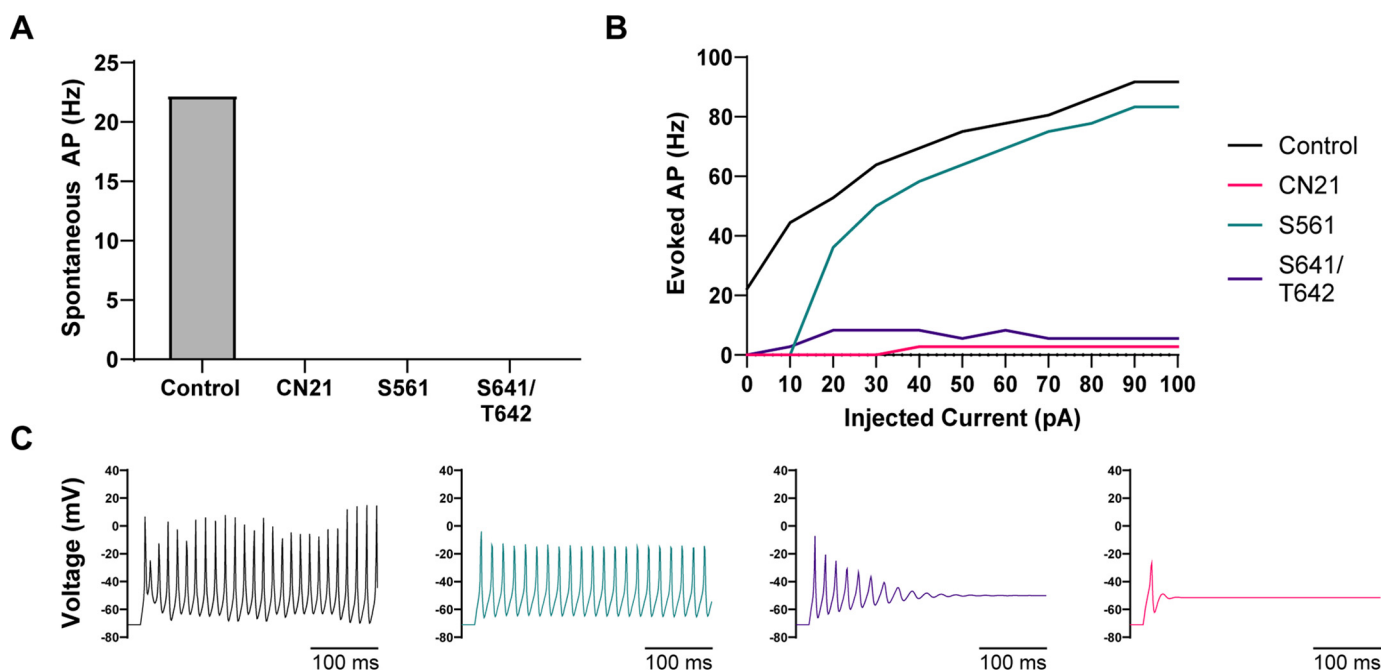 A
Spontaneous AP (Hz)
25
20
15
10
5
0
Control
CN21
S561
S641/
T642
B
Evoked AP (Hz)
100
80
60
40
20
0
0 10 20 30 40 50 60 70 80 90 100
Injected Current (pA)
Control
CN21
S561
S641/
T642
C
Voltage (mV)
40
20
0
-20
-40
-60
-80
100 ms
40
20
0
-20
-40
-60
-80
100 ms
40
20
0
-20
-40
-60
-80
100 ms
40
20
0
-20
-40
-60
-80
100 ms